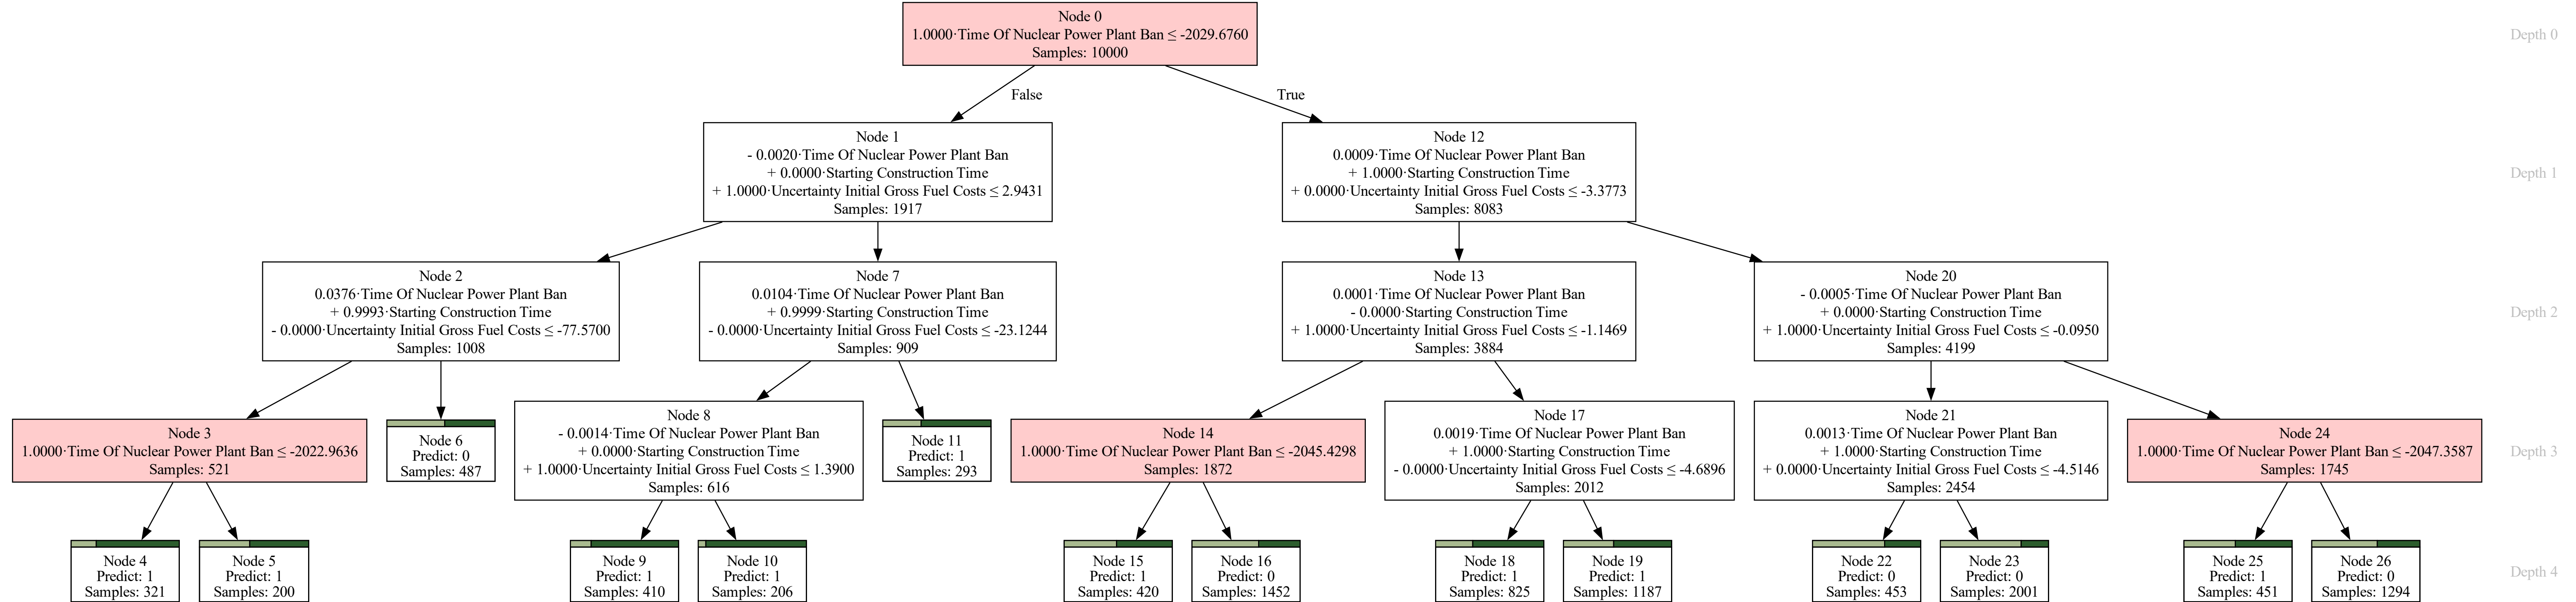 Node 0
1.0000·Time Of Nuclear Power Plant Ban ≤ -2029.6760
Samples: 10000
Depth 0
False
True
Node 1
- 0.0020·Time Of Nuclear Power Plant Ban
+ 0.0000·Starting Construction Time
+ 1.0000·Uncertainty Initial Gross Fuel Costs ≤ 2.9431
Samples: 1917
Node 12
0.0009·Time Of Nuclear Power Plant Ban
+ 1.0000·Starting Construction Time
+ 0.0000·Uncertainty Initial Gross Fuel Costs ≤ -3.3773
Samples: 8083
Depth 1
Node 2
0.0376·Time Of Nuclear Power Plant Ban
+ 0.9993·Starting Construction Time
- 0.0000·Uncertainty Initial Gross Fuel Costs ≤ -77.5700
Samples: 1008
Node 7
0.0104·Time Of Nuclear Power Plant Ban
+ 0.9999·Starting Construction Time
- 0.0000·Uncertainty Initial Gross Fuel Costs ≤ -23.1244
Samples: 909
Node 13
0.0001·Time Of Nuclear Power Plant Ban
- 0.0000·Starting Construction Time
+ 1.0000·Uncertainty Initial Gross Fuel Costs ≤ -1.1469
Samples: 3884
Node 20
- 0.0005·Time Of Nuclear Power Plant Ban
+ 0.0000·Starting Construction Time
+ 1.0000·Uncertainty Initial Gross Fuel Costs ≤ -0.0950
Samples: 4199
Depth 2
Node 3
1.0000·Time Of Nuclear Power Plant Ban ≤ -2022.9636
Samples: 521
Node 6
Predict: 0
Samples: 487
Node 8
- 0.0014·Time Of Nuclear Power Plant Ban
+ 0.0000·Starting Construction Time
+ 1.0000·Uncertainty Initial Gross Fuel Costs ≤ 1.3900
Samples: 616
Node 11
Predict: 1
Samples: 293
Node 14
1.0000·Time Of Nuclear Power Plant Ban ≤ -2045.4298
Samples: 1872
Node 17
0.0019·Time Of Nuclear Power Plant Ban
+ 1.0000·Starting Construction Time
- 0.0000·Uncertainty Initial Gross Fuel Costs ≤ -4.6896
Samples: 2012
Node 21
0.0013·Time Of Nuclear Power Plant Ban
+ 1.0000·Starting Construction Time
+ 0.0000·Uncertainty Initial Gross Fuel Costs ≤ -4.5146
Samples: 2454
Node 24
1.0000·Time Of Nuclear Power Plant Ban ≤ -2047.3587
Samples: 1745
Depth 3
Node 4
Predict: 1
Samples: 321
Node 5
Predict: 1
Samples: 200
Node 9
Predict: 1
Samples: 410
Node 10
Predict: 1
Samples: 206
Node 15
Predict: 1
Samples: 420
Node 16
Predict: 0
Samples: 1452
Node 18
Predict: 1
Samples: 825
Node 19
Predict: 1
Samples: 1187
Node 22
Predict: 0
Samples: 453
Node 23
Predict: 0
Samples: 2001
Node 25
Predict: 1
Samples: 451
Node 26
Predict: 0
Samples: 1294
Depth 4